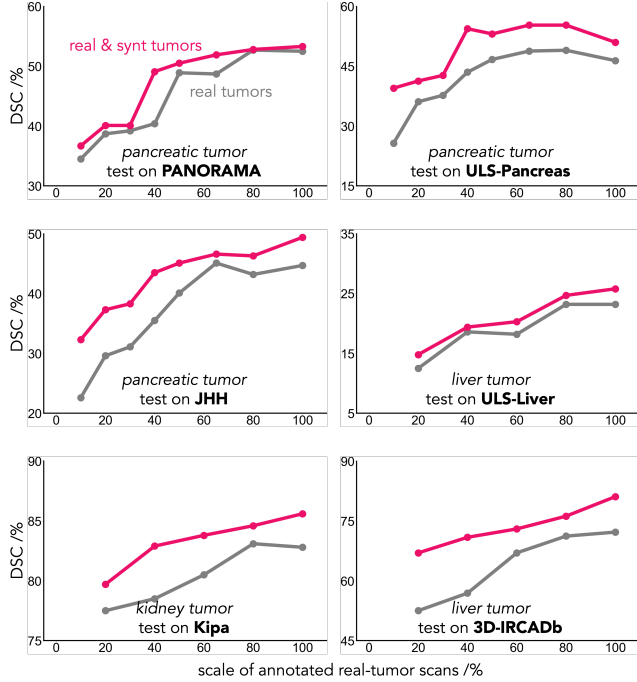 60
50
40
30
DSC /%
real & synt tumors
real tumors
pancreatic tumor
test on PANORAMA
0 20 40 60 80 100
60
45
30
15
pancreatic tumor
test on ULS-Pancreas
0 20 40 60 80 100
50
40
30
20
DSC /%
pancreatic tumor
test on JHH
0 20 40 60 80 100
35
25
15
5
liver tumor
test on ULS-Liver
0 20 40 60 80 100
90
85
80
75
DSC /%
kidney tumor
test on Kipa
0 20 40 60 80 100
90
75
60
45
liver tumor
test on 3D-IRCADb
0 20 40 60 80 100
scale of annotated real-tumor scans /%